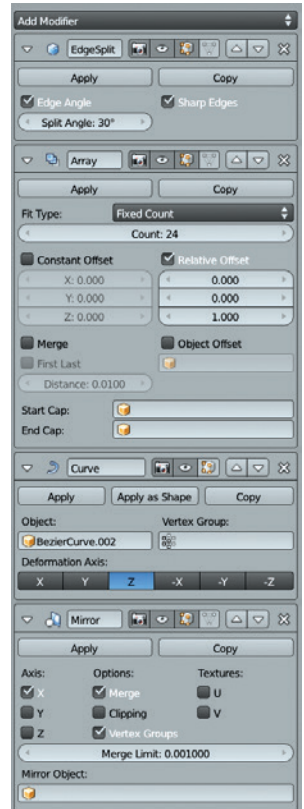 Add Modifier
EdgeSplit
Apply Copy
Edge Angle Sharp Edges
Split Angle: 30°
Array
Apply Copy
Fit Type: Fixed Count
Count: 24
Constant Offset Relative Offset
X: 0.000 0.000
Y: 0.000 0.000
Z: 0.000 1.000
Merge Object Offset
First Last
Distance: 0.0100
Start Cap:
End Cap:
Curve
Apply Apply as Shape Copy
Object: Vertex Group:
BezierCurve.002
Deformation Axis:
X Y Z -X -Y -Z
Mirror
Apply Copy
Axis: Options: Textures:
X Merge U
Y Clipping V
Z Vertex Groups
Merge Limit: 0.001000
Mirror Object: